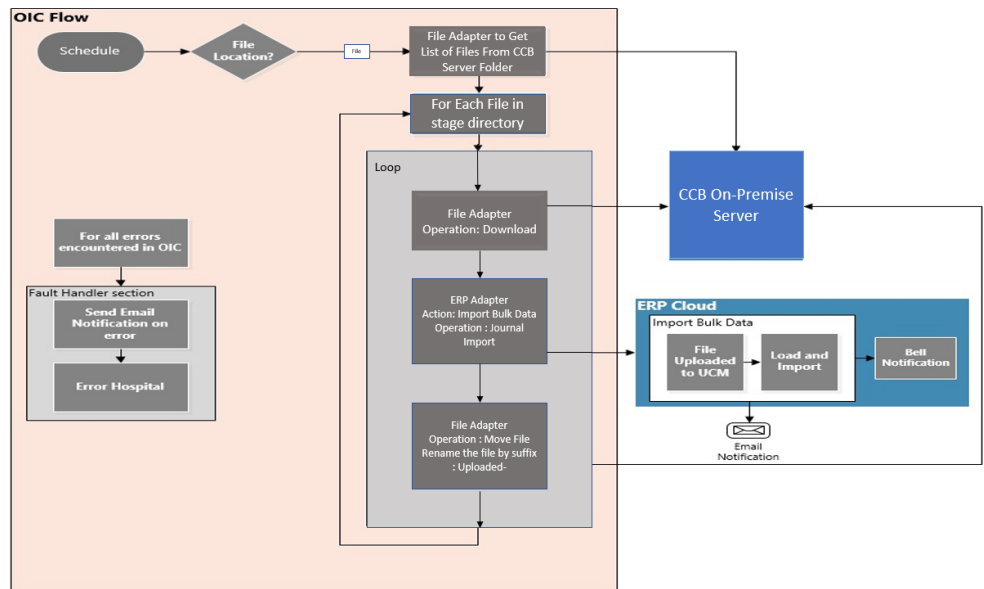 OIC Flow
Schedule
File
Location?
File
File Adapter to Get
List of Files From CCB
Server Folder
For Each File in
stage directory
Loop
File Adapter
Operation: Download
CCB On-Premise
Server
For all errors
encountered in OIC
Fault Handler section
Send Email
Notification on
error
Error Hospital
ERP Adapter
Action: Import Bulk Data
Operation : Journal
Import
ERP Cloud
Import Bulk Data
File
Uploaded
to UCM
Load and
Import
Bell
Notification
Email
Notification
File Adapter
Operation : Move File
Rename the file by suffix
: Uploaded-